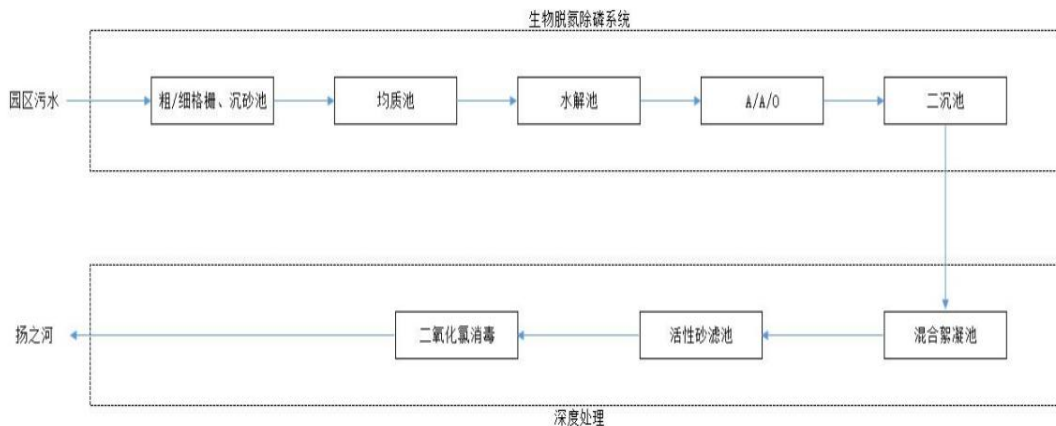 生物脱氮除磷系统
园区污水
粗/细格栅、沉砂池
均质池
水解池
A/A/O
二沉池
扬之河
二氧化氯消毒
活性砂滤池
混合絮凝池
深度处理